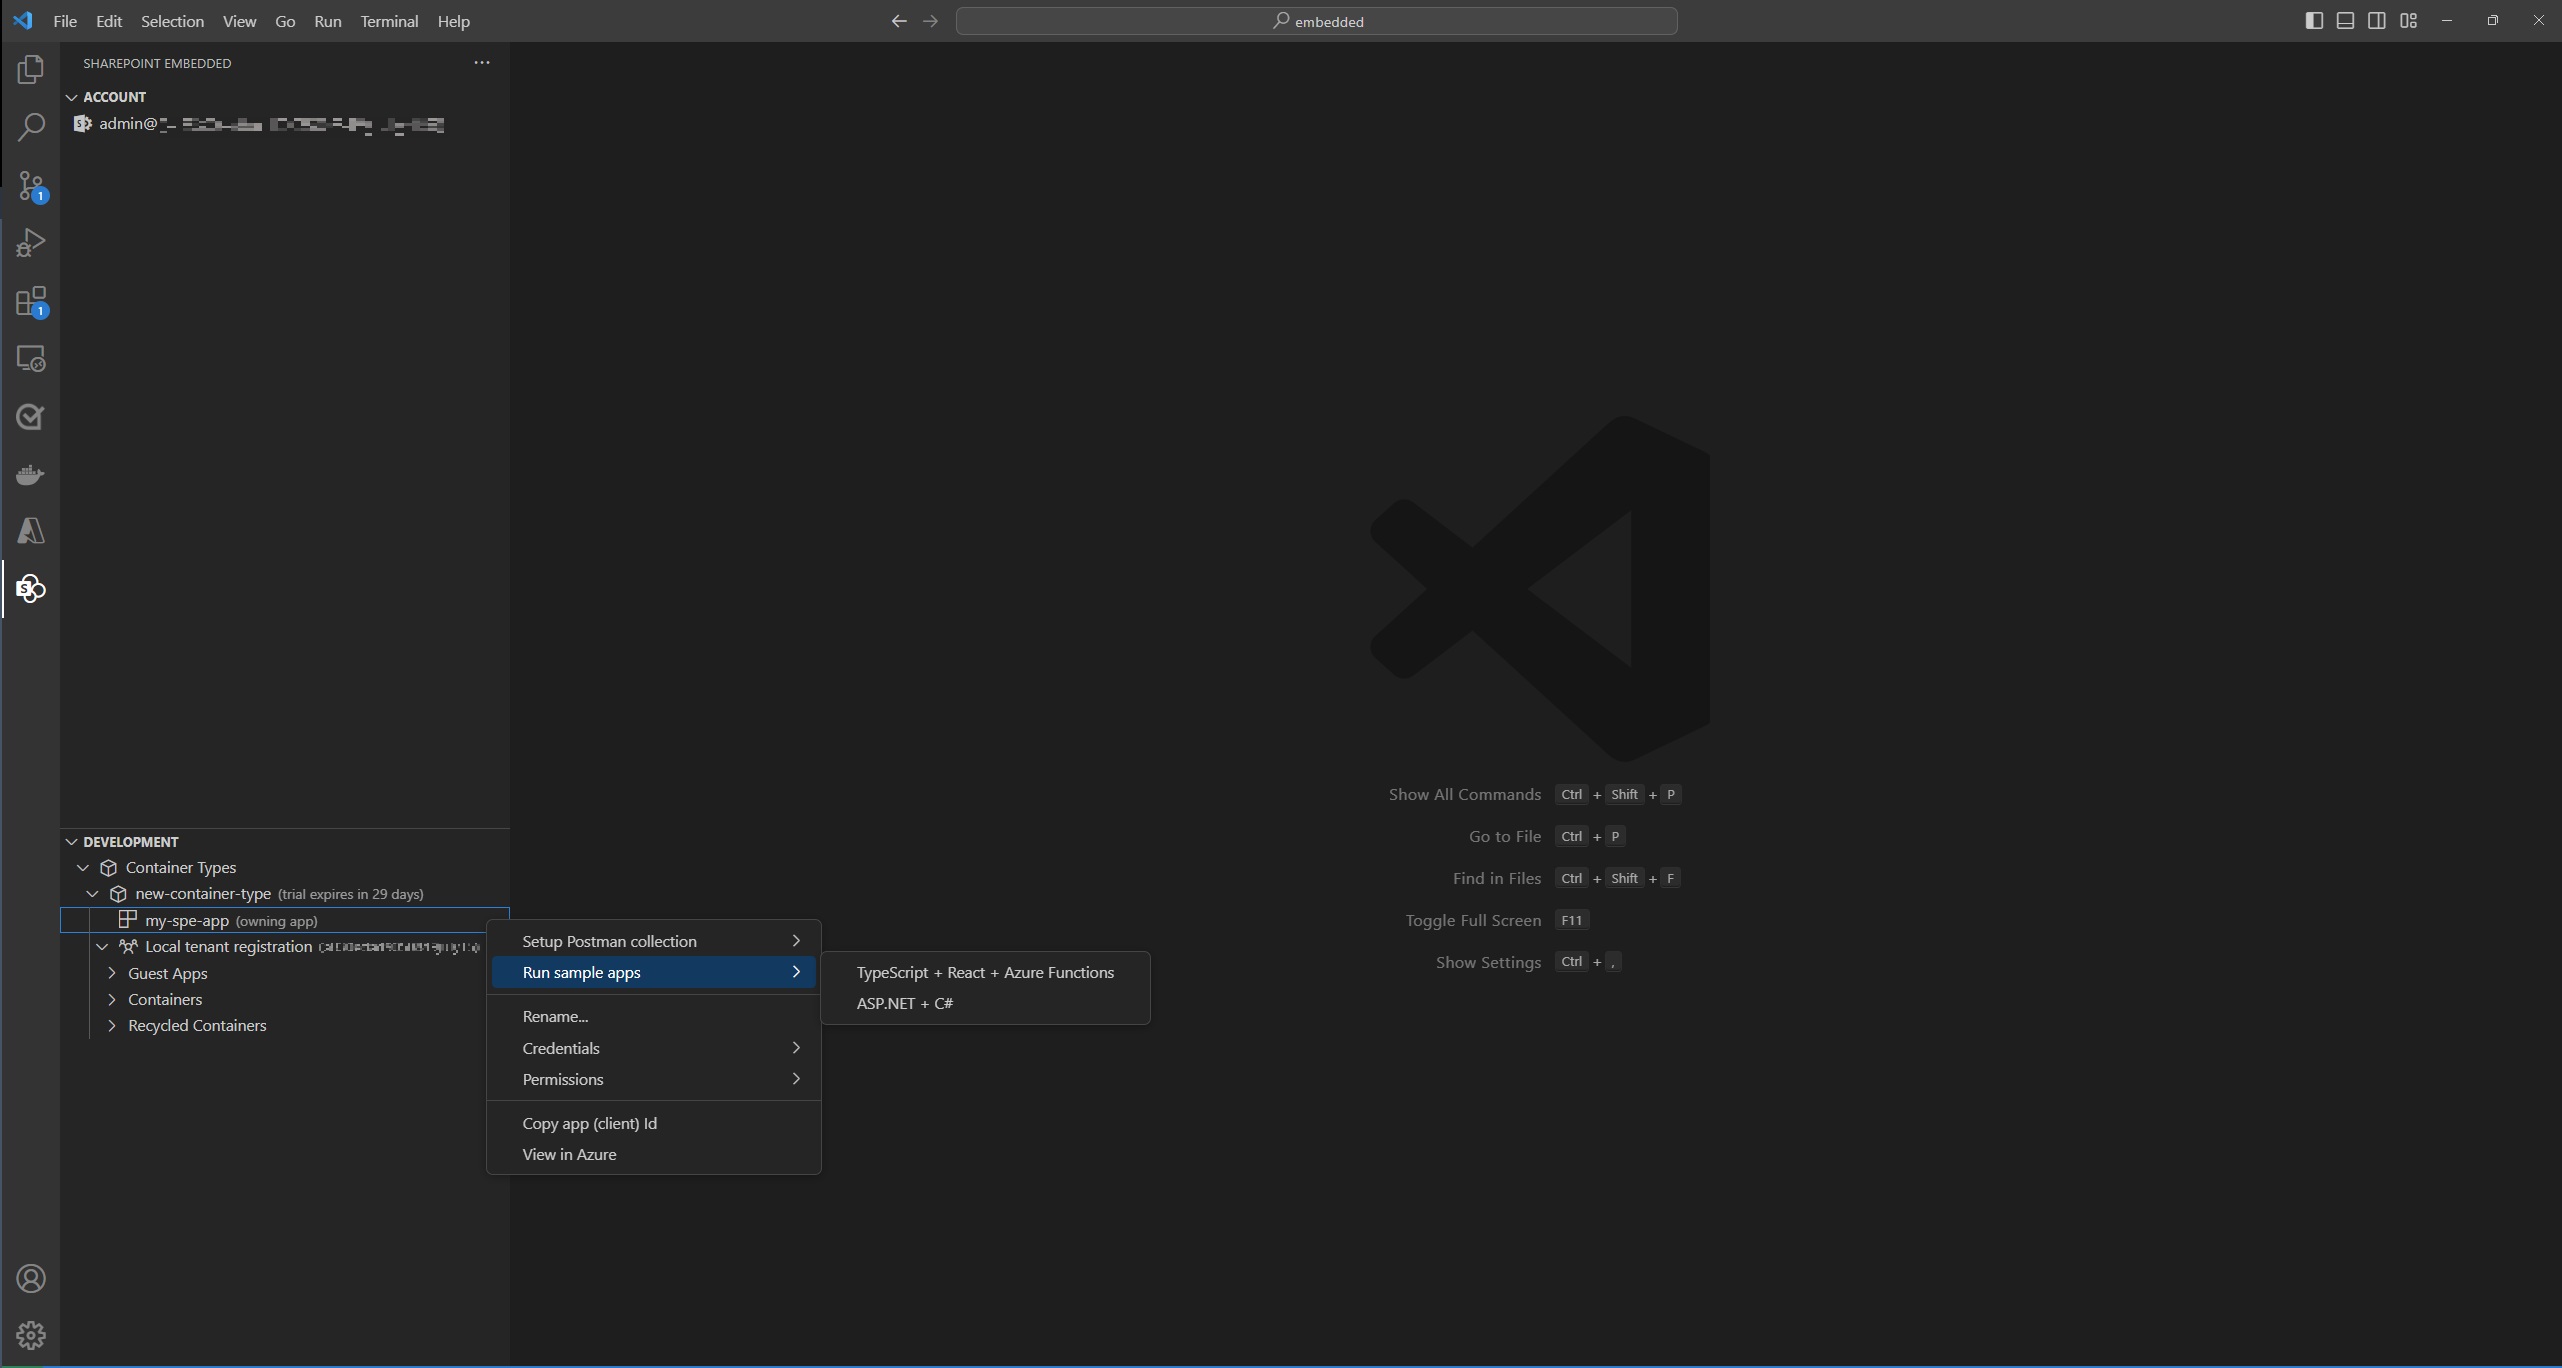 File Edit Selection View Go Run Terminal Help
embedded
SHAREPOINT EMBEDDED
ACCOUNT
admin@
1
1
DEVELOPMENT
Container Types
new-container-type (trial expires in 29 days)
my-spe-app (owning app)
Local tenant registration
Guest Apps
Containers
Recycled Containers
Setup Postman collection
Run sample apps
Rename...
Credentials
Permissions
Copy app (client) Id
View in Azure
TypeScript + React + Azure Functions
ASP.NET + C#
Show All Commands Ctrl + Shift + P
Go to File Ctrl + P
Find in Files Ctrl + Shift + F
Toggle Full Screen F11
Show Settings Ctrl + ,